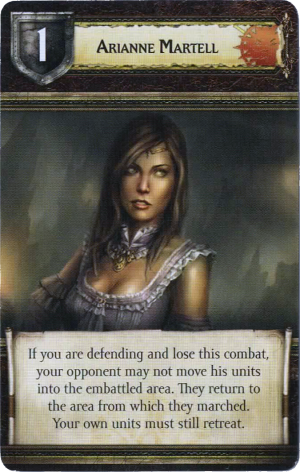 1
Arianne Martell
If you are defending and lose this combat,
your opponent may not move his units
into the embattled area. They return to
the area from which they marched.
Your own units must still retreat.